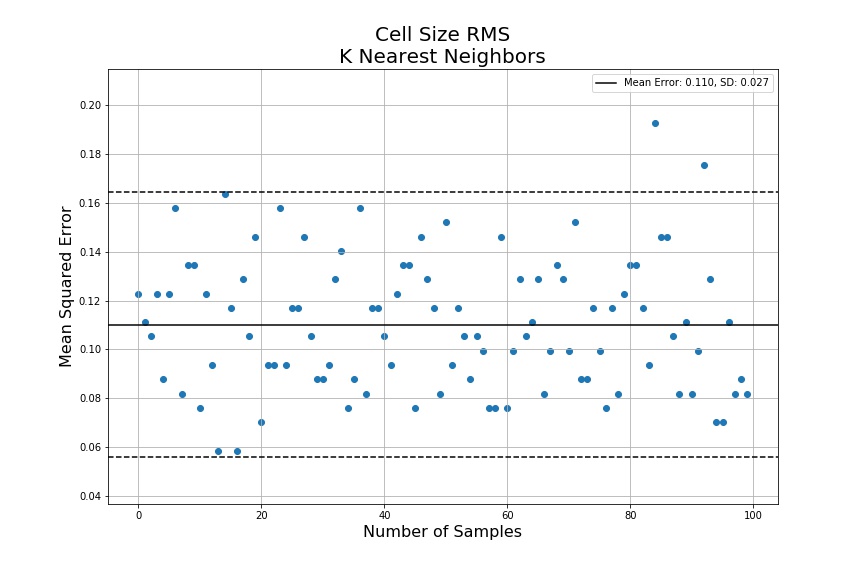 Cell Size RMS
K Nearest Neighbors
Mean Error: 0.110, SD: 0.027
Mean Squared Error
0.20
0.18
0.16
0.14
0.12
0.10
0.08
0.06
0.04
0 20 40 60 80 100
Number of Samples